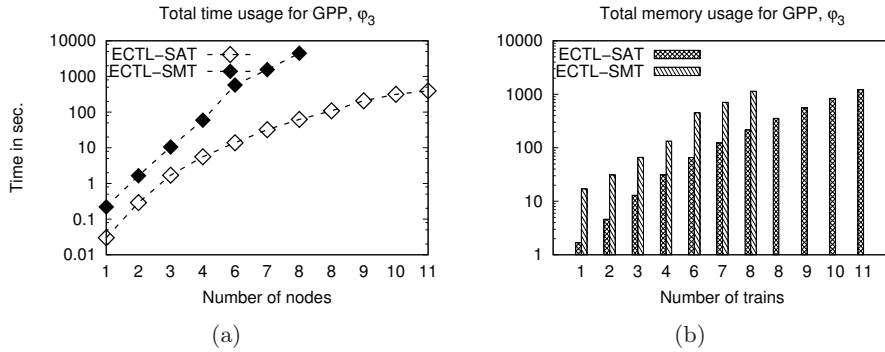 Total time usage for GPP, φ3
10000
1000
100
10
1
0.1
0.01
Time in sec.
ECTL−SAT
ECTL−SMT
1 2 3 4 6 7 8 8 9 10 11
Number of nodes
(a)
Total memory usage for GPP, φ3
10000
1000
100
10
1
ECTL−SAT
ECTL−SMT
1 2 3 4 6 7 8 8 9 10 11
Number of trains
(b)